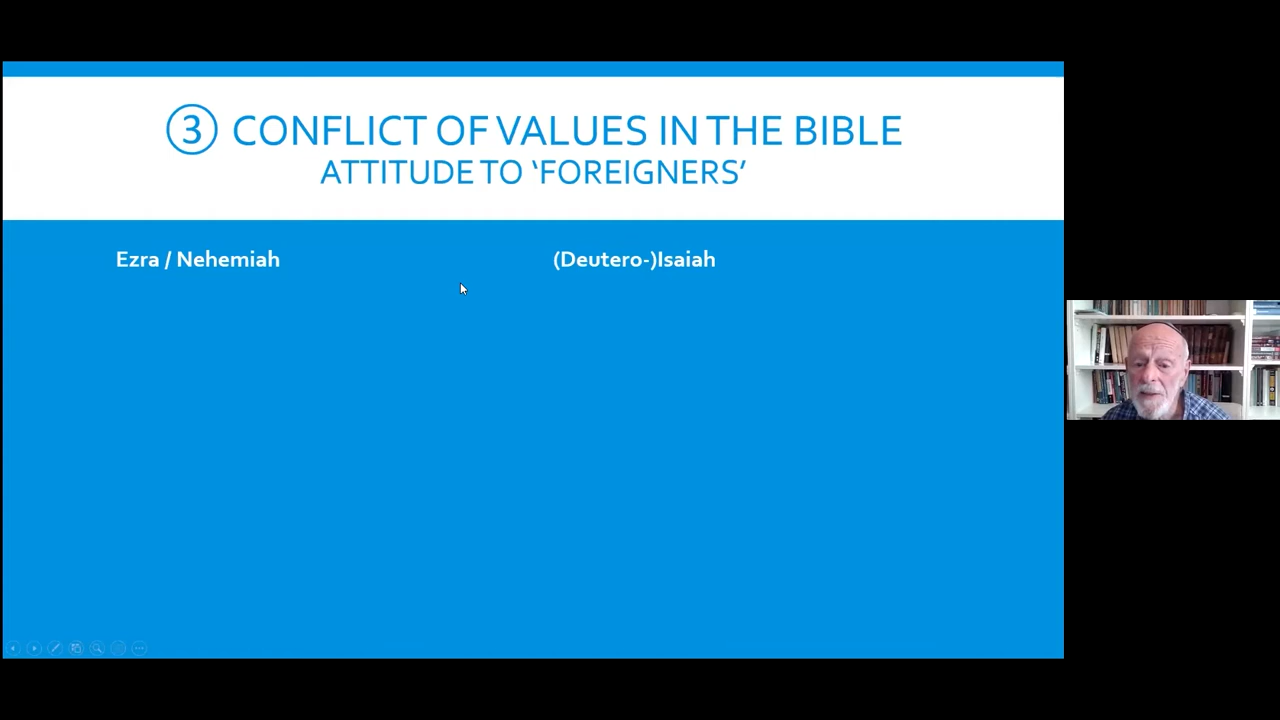 ③ CONFLICT OF VALUES IN THE BIBLE
ATTITUDE TO ‘FOREIGNERS’
Ezra / Nehemiah
(Deutero-)Isaiah